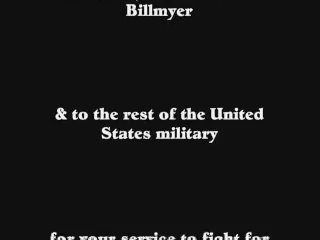 Billmyer
& to the rest of the United
States military
for your service to fight for